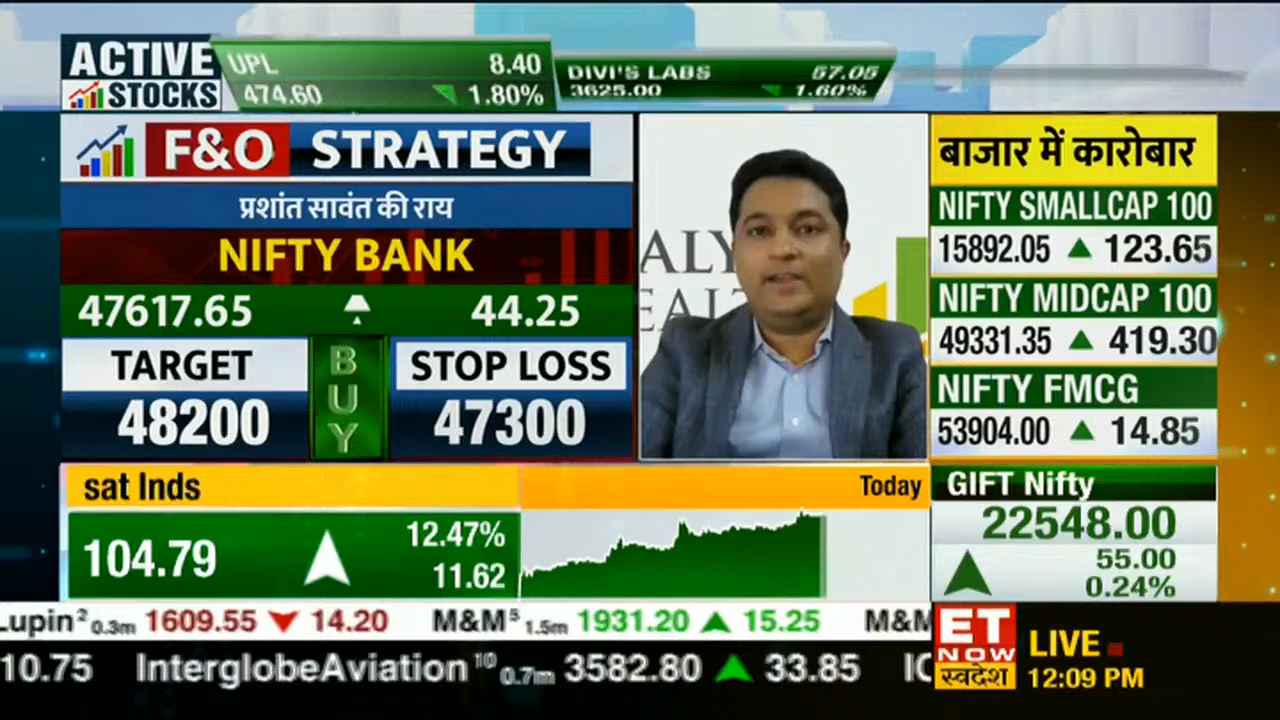 ACTIVE
STOCKS
UPL 8.40
474.60 1.80%
DIVI'S LABS 57.05
3625.00 1.60%
F&O STRATEGY
प्रशांत सावंत की राय
NIFTY BANK
47617.65 44.25
TARGET
48200
BUY
STOP LOSS
47300
बाजार में कारोबार
NIFTY SMALLCAP 100
15892.05 123.65
NIFTY MIDCAP 100
49331.35 419.30
NIFTY FMCG
53904.00 14.85
sat Inds
104.79 12.47%
11.62
Today
GIFT Nifty
22548.00
55.00
0.24%
Lupin² 0.3m 1609.55 14.20 M&M⁵ 1.5m 1931.20 15.25 M&M
10.75 InterglobeAviation¹⁰ 0.7m 3582.80 33.85
ET
NOW
स्वदेश
LIVE
12:09 PM